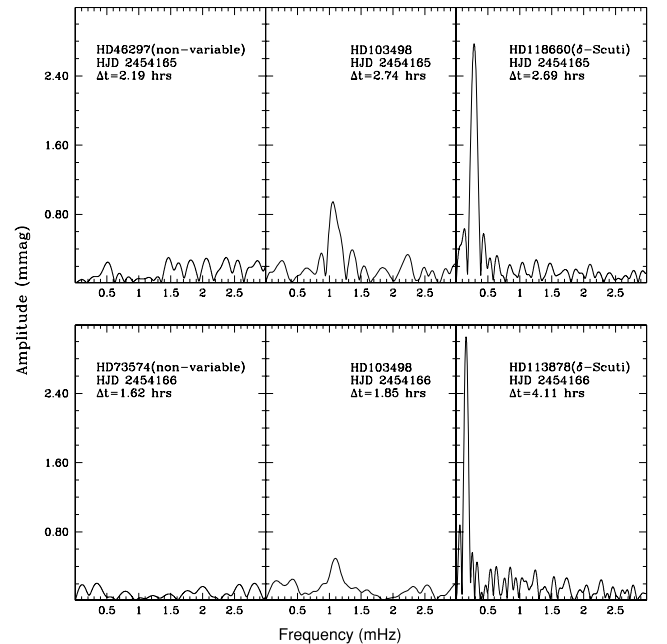 HD46297(non-variable)
HJD 2454165
Δt=2.19 hrs
HD103498
HJD 2454165
Δt=2.74 hrs
HD118660(δ-Scuti)
HJD 2454165
Δt=2.69 hrs
2.40
1.60
0.80
0.5 1 1.5 2 2.5 0.5 1 1.5 2 2.5 0.5 1 1.5 2 2.5
Amplitude (mmag)
HD73574(non-variable)
HJD 2454166
Δt=1.62 hrs
HD103498
HJD 2454166
Δt=1.85 hrs
HD113878(δ-Scuti)
HJD 2454166
Δt=4.11 hrs
2.40
1.60
0.80
0.5 1 1.5 2 2.5 0.5 1 1.5 2 2.5 0.5 1 1.5 2 2.5
Frequency (mHz)